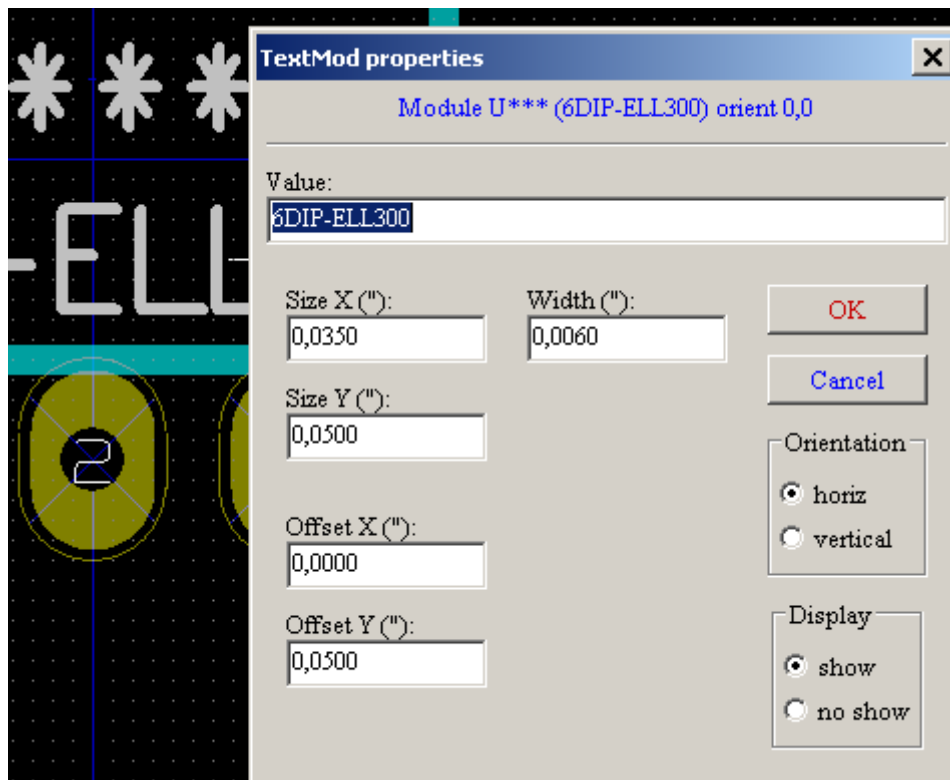 ***
-ELL
2
TextMod properties
Module U*** (6DIP-ELL300) orient 0,0
Value:
6DIP-ELL300
Size X ("):
0,0350
Width ("):
0,0060
OK
Size Y ("):
0,0500
Cancel
Orientation
horiz
vertical
Offset X ("):
0,0000
Offset Y ("):
0,0500
Display
show
no show